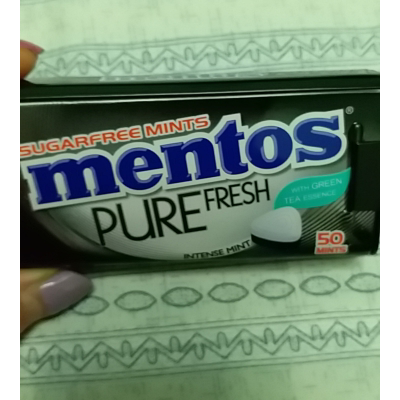 SUGARFREE MINTS
mentos®
PURE FRESH
WITH GREEN
TEA ESSENCE
INTENSE MINT
50
MINTS